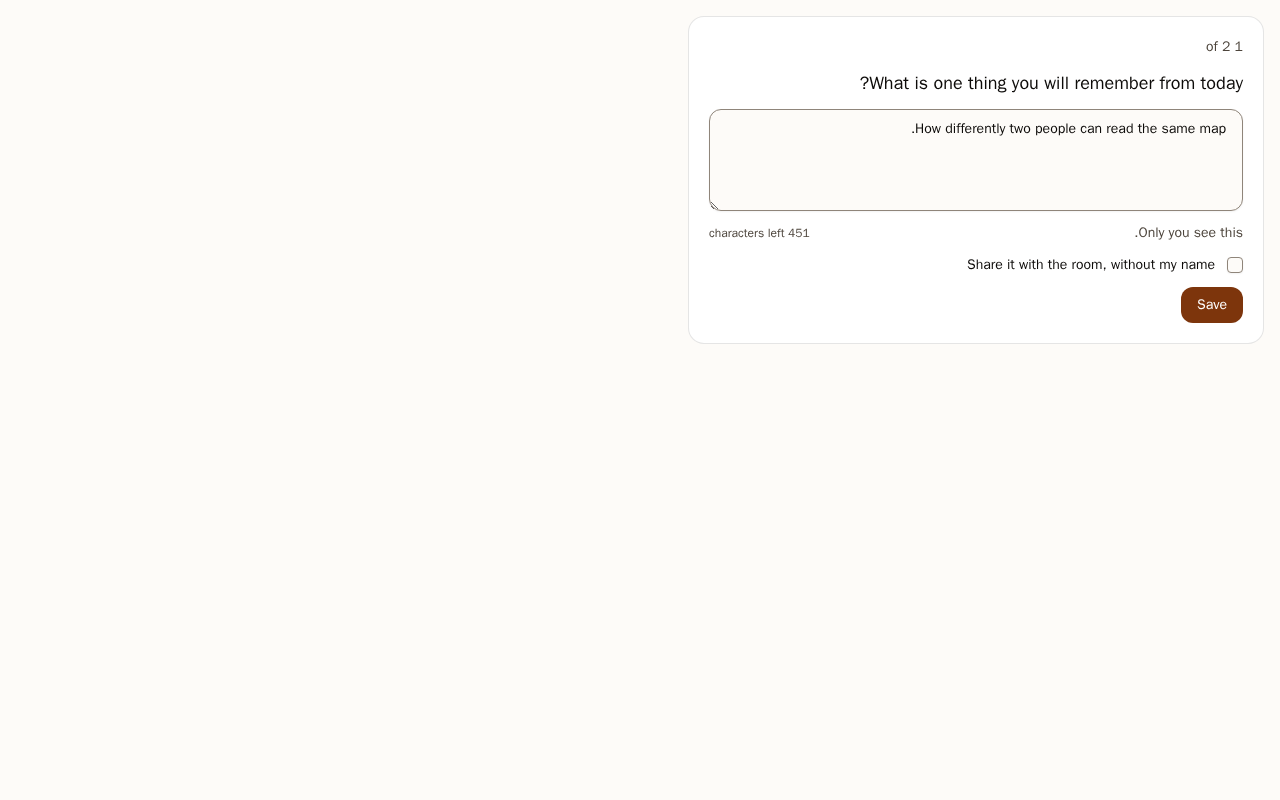 of 2 1
?What is one thing you will remember from today
.How differently two people can read the same map
.Only you see this
characters left 451
Share it with the room, without my name
Save